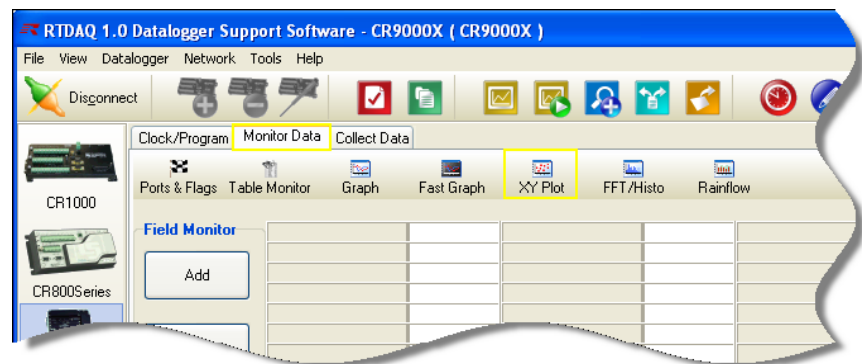 RTDAQ 1.0 Datalogger Support Software - CR9000X ( CR9000X )
File View Datalogger Network Tools Help
Disconnect
Clock/Program Monitor Data Collect Data
Ports & Flags Table Monitor Graph Fast Graph XY Plot FFT/Histo Rainflow
CR1000
Field Monitor
Add
CR800Series